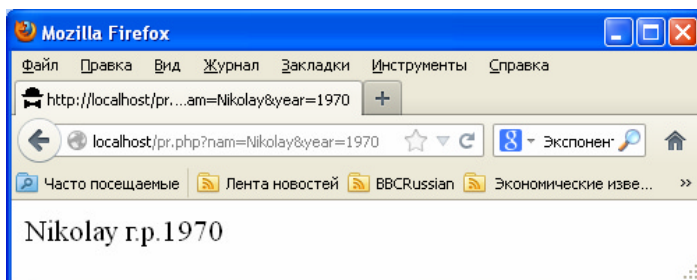 Mozilla Firefox
Файл Правка Вид Журнал Закладки Инструменты Справка
http://localhost/pr....am=Nikolay&year=1970 +
localhost/pr.php?nam=Nikolay&year=1970 8 Экспонен
Часто посещаемые Лента новостей BBCRussian Экономические изве... »
Nikolay г.р.1970